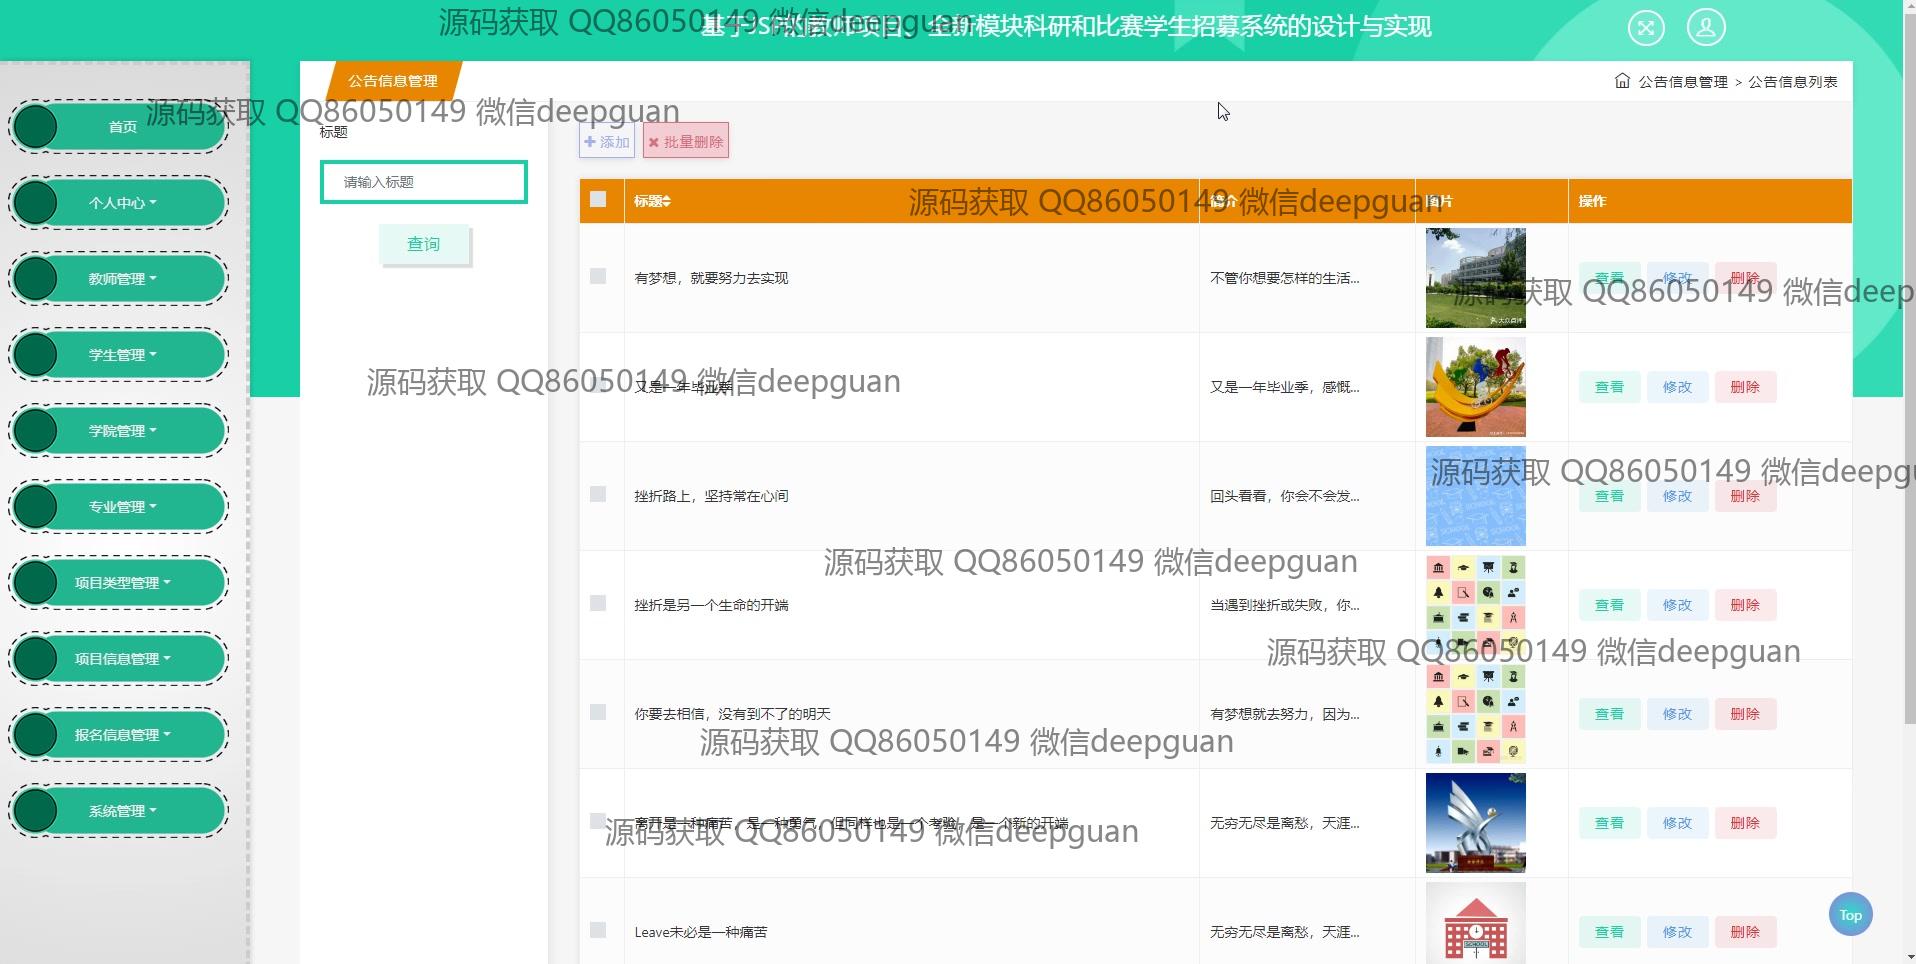 基于JSP的教师项目、全新模块科研和比赛学生招募系统的设计与实现
源码获取 QQ86050149 微信deepguan
公告信息管理
公告信息管理 > 公告信息列表
首页
个人中心
教师管理
学生管理
学院管理
专业管理
项目类型管理
项目信息管理
报名信息管理
系统管理
源码获取 QQ86050149 微信deepguan
标题
请输入标题
查询
添加 批量删除
标题 简介 图片 操作
源码获取 QQ86050149 微信deepguan
有梦想，就要努力去实现 不管你想要怎样的生活... 查看 修改 删除
源码获取 QQ86050149 微信deep
又是一年毕业季 又是一年毕业季，感慨... 查看 修改 删除
源码获取 QQ86050149 微信deepguan
挫折路上，坚持常在心间 回头看看，你会不会发... 查看 修改 删除
源码获取 QQ86050149 微信deepgu
源码获取 QQ86050149 微信deepguan
挫折是另一个生命的开端 当遇到挫折或失败，你... 查看 修改 删除
源码获取 QQ86050149 微信deepguan
你要去相信，没有到不了的明天 有梦想就去努力，因为... 查看 修改 删除
源码获取 QQ86050149 微信deepguan
离开是一种痛苦，是一种勇气，但同样也是一个考验，是一个新的开端 无穷无尽是离愁，天涯... 查看 修改 删除
源码获取 QQ86050149 微信deepguan
Leave未必是一种痛苦 无穷无尽是离愁，天涯... 查看 修改 删除
SCHOOL
Top